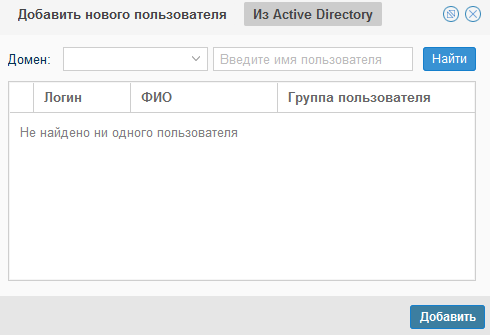 Добавить нового пользователя Из Active Directory
Домен: Введите имя пользователя Найти
Логин ФИО Группа пользователя
Не найдено ни одного пользователя
Добавить